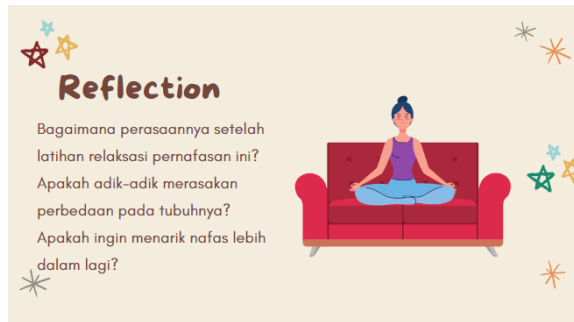 Reflection
Bagaimana perasaannya setelah
latihan relaksasi pernafasan ini?
Apakah adik-adik merasakan
perbedaan pada tubuhnya?
Apakah ingin menarik nafas lebih
dalam lagi?